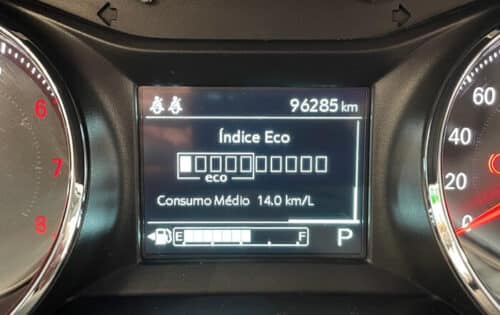 96285 km
6
60
Índice Eco
40
7
eco
20
Consumo Médio 14.0 km/L
8
0
E F P